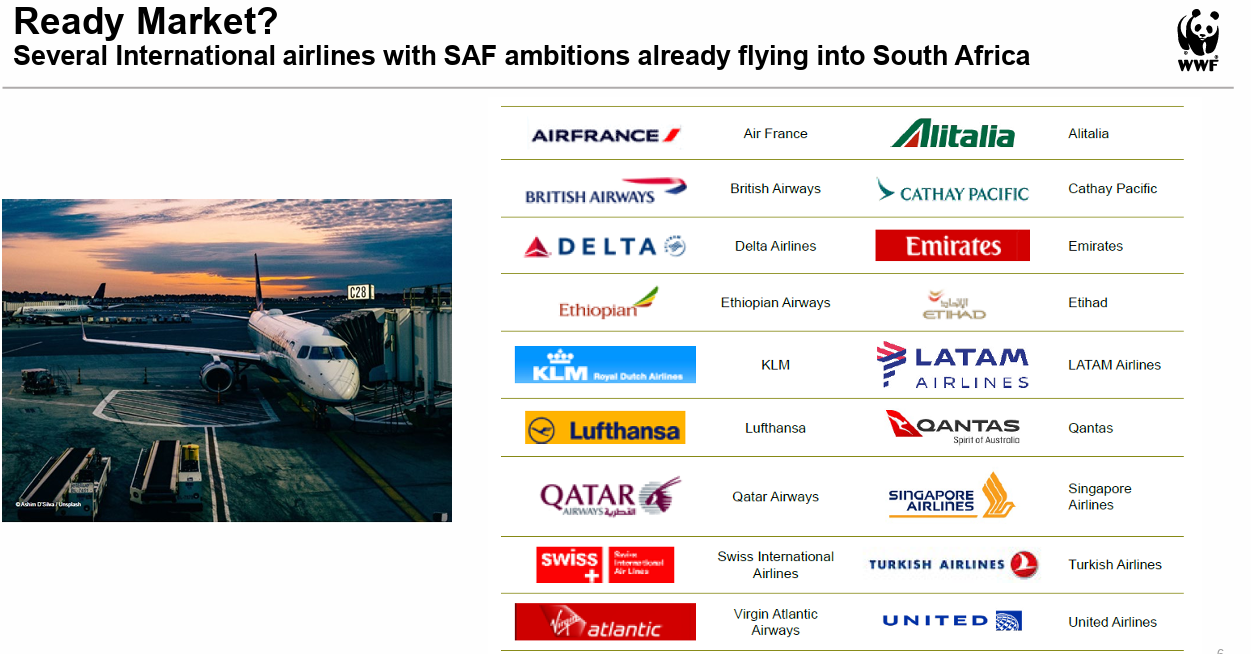 Ready Market?
Several International airlines with SAF ambitions already flying into South Africa
WWF
C28
©Ashim D'Silva / Unsplash
AIRFRANCE
Air France
Alitalia
Alitalia
BRITISH AIRWAYS
British Airways
CATHAY PACIFIC
Cathay Pacific
DELTA
Delta Airlines
Emirates
Emirates
Ethiopian
Ethiopian Airways
الإتحاد
ETIHAD
Etihad
KLM Royal Dutch Airlines
KLM
LATAM
AIRLINES
LATAM Airlines
Lufthansa
Lufthansa
QANTAS
Spirit of Australia
Qantas
QATAR
AIRWAYS القطرية
Qatar Airways
SINGAPORE
AIRLINES
Singapore
Airlines
swiss
Swiss
International
Air Lines
Swiss International
Airlines
TURKISH AIRLINES
Turkish Airlines
Virgin atlantic
Virgin Atlantic
Airways
UNITED
United Airlines
6